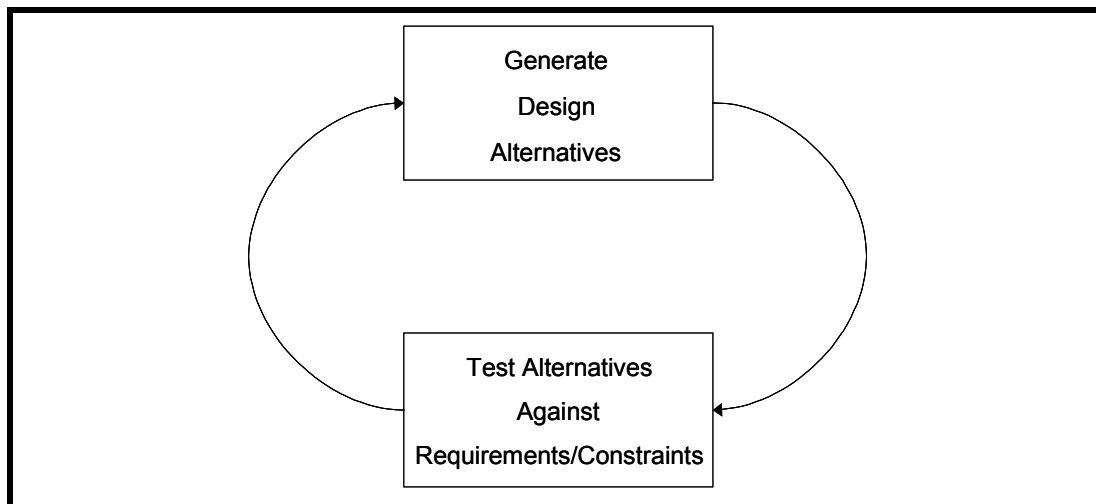 Generate
Design
Alternatives
Test Alternatives
Against
Requirements/Constraints